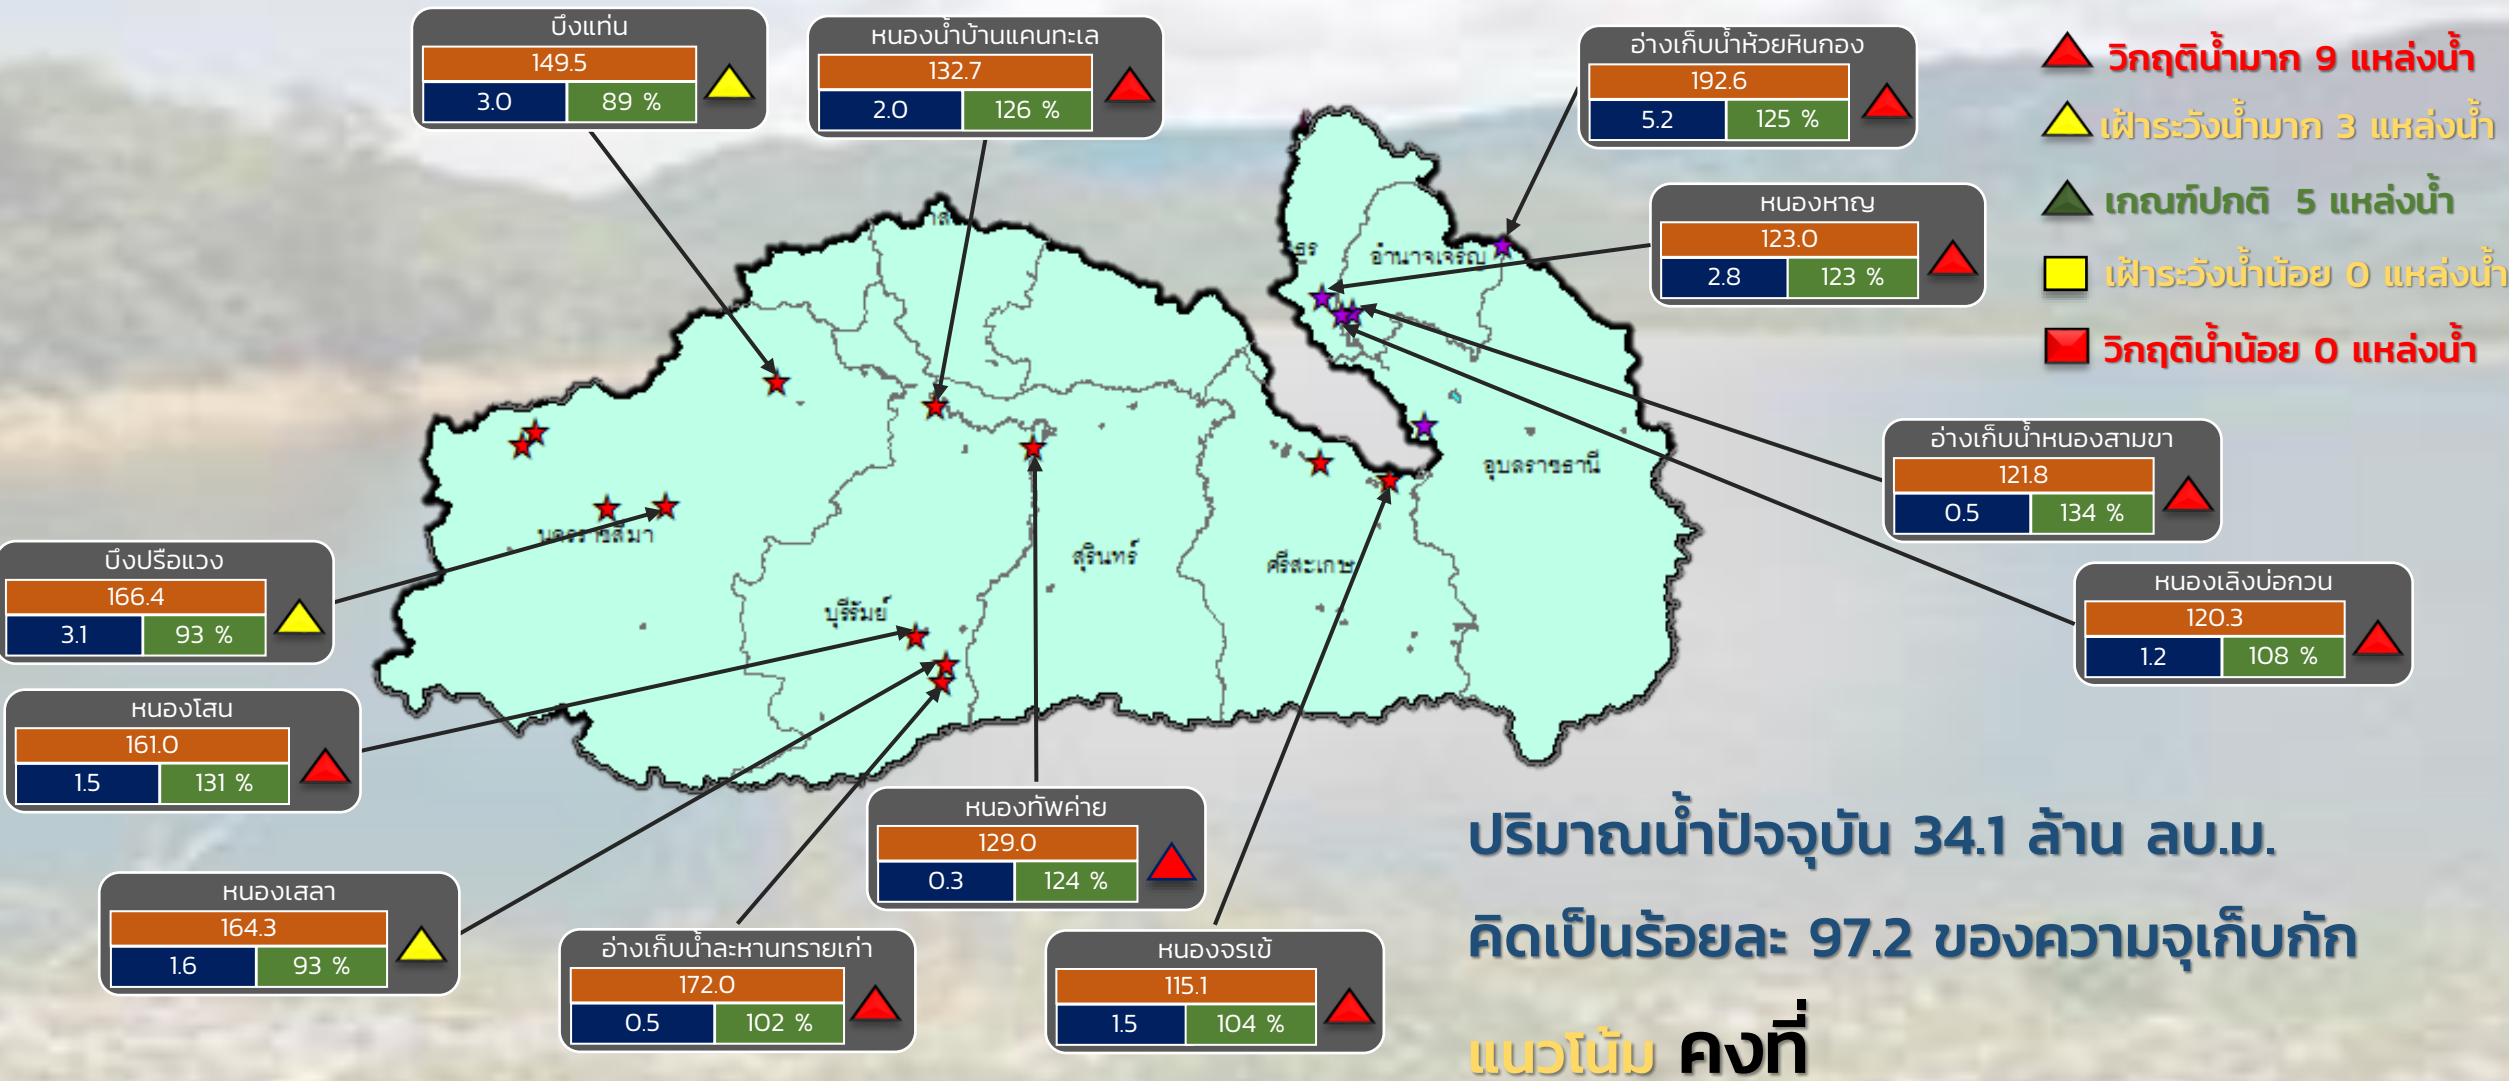 บึงแท่น
149.5
3.0 89 %
หนองน้ำบ้านแคนทะเล
132.7
2.0 126 %
อ่างเก็บน้ำห้วยหินกอง
192.6
5.2 125 %
วิกฤติน้ำมาก 9 แหล่งน้ำ
เฝ้าระวังน้ำมาก 3 แหล่งน้ำ
เกณฑ์ปกติ 5 แหล่งน้ำ
เฝ้าระวังน้ำน้อย 0 แหล่งน้ำ
วิกฤติน้ำน้อย 0 แหล่งน้ำ
หนองหาญ
123.0
2.8 123 %
อำนาจเจริญ
อ่างเก็บน้ำหนองสามขา
121.8
0.5 134 %
อุบลราชธานี
นครราชสีมา
สุรินทร์
ศรีสะเกษ
บุรีรัมย์
บึงปรือแวง
166.4
3.1 93 %
หนองเลิงบ่อกวน
120.3
1.2 108 %
หนองโสน
161.0
1.5 131 %
หนองทัพค่าย
129.0
0.3 124 %
หนองเสลา
164.3
1.6 93 %
อ่างเก็บน้ำละหานทรายเก่า
172.0
0.5 102 %
หนองจรเข้
115.1
1.5 104 %
ปริมาณน้ำปัจจุบัน 34.1 ล้าน ลบ.ม.
คิดเป็นร้อยละ 97.2 ของความจุเก็บกัก
แนวโน้ม คงที่